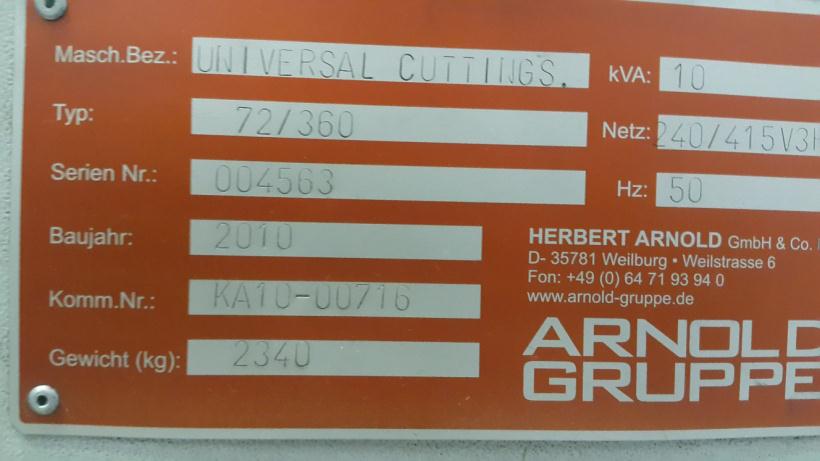 Masch.Bez.: UNIVERSAL CUTTINGS.
Typ: 72/360
Serien Nr.: 004563
Baujahr: 2010
Komm.Nr.: KA10-00716
Gewicht (kg): 2340
kVA: 10
Netz: 240/415V3
Hz: 50
HERBERT ARNOLD GmbH & Co.
D- 35781 Weilburg • Weilstrasse 6
Fon: +49 (0) 64 71 93 94 0
www.arnold-gruppe.de
ARNOLD
GRUPPE